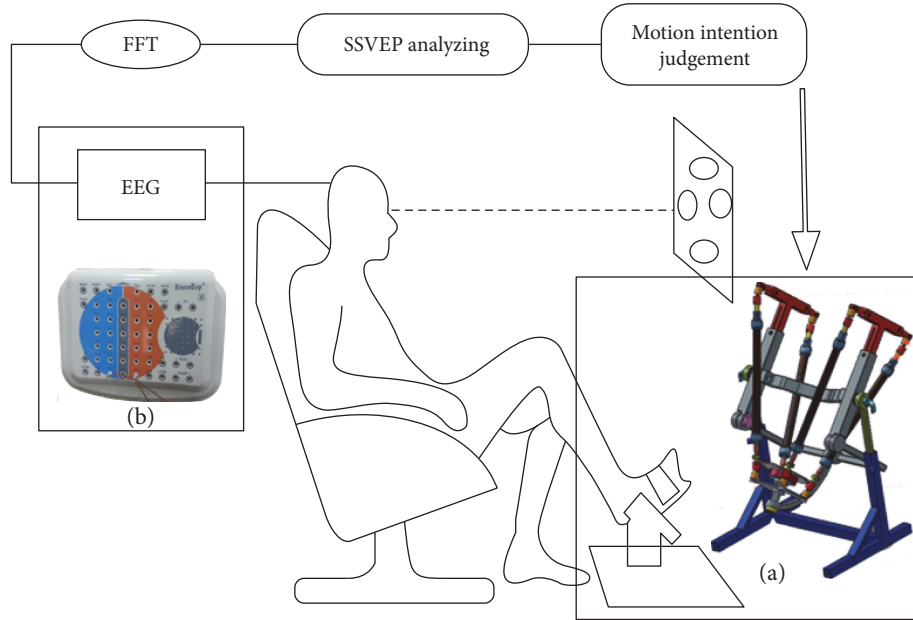 FFT
SSVEP analyzing
Motion intention
judgement
EEG
(b)
(a)